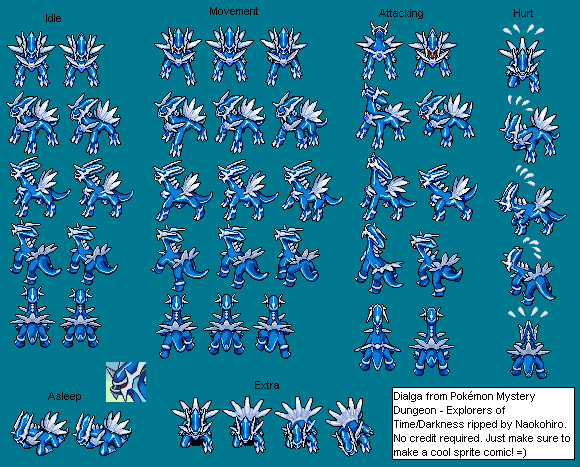 Idle
Movement
Attacking
Hurt
Asleep
Extra
Dialga from Pokémon Mystery
Dungeon - Explorers of
Time/Darkness ripped by Naokohiro.
No credit required. Just make sure to
make a cool sprite comic! =)